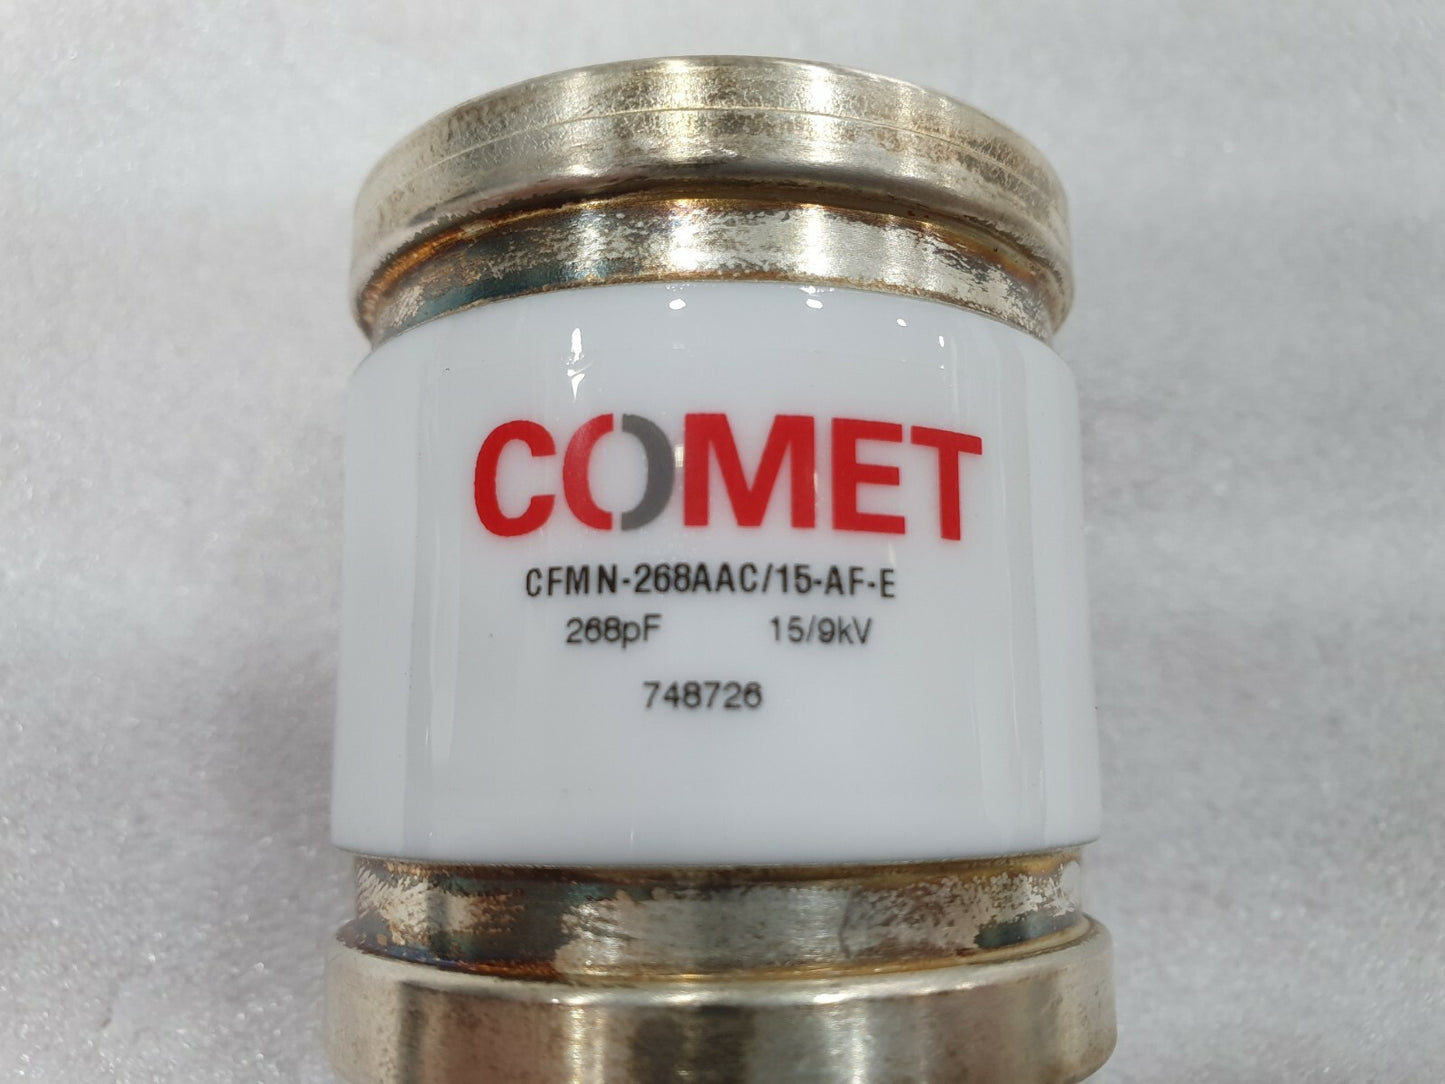 COMET
CFMN-268AAC/15-AF-E
268pF 15/9kV
748726